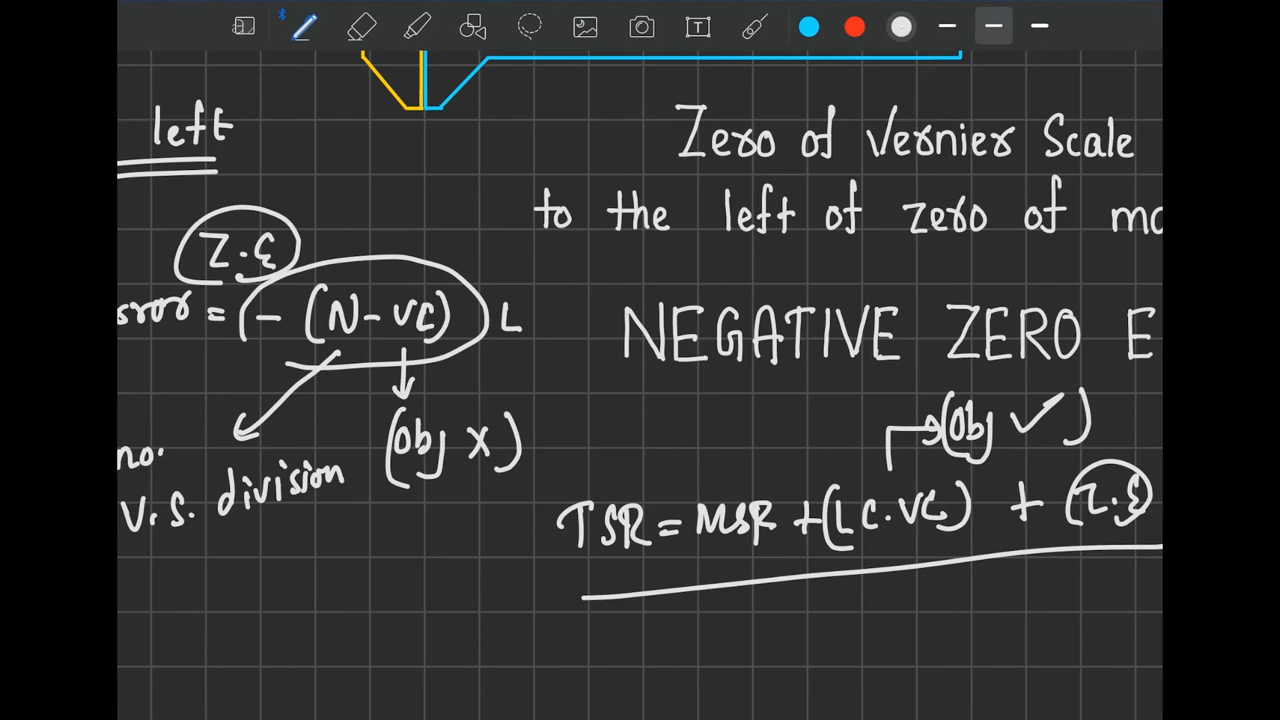 left
Zero of Vernier Scale
to the left of zero of
Z.E
= (- (N-VC)) L
NEGATIVE ZERO E
(Obj ✓)
(Obj X)
no.
V.S. division
TSR = MSR + (LC.VC) + (Z.E)